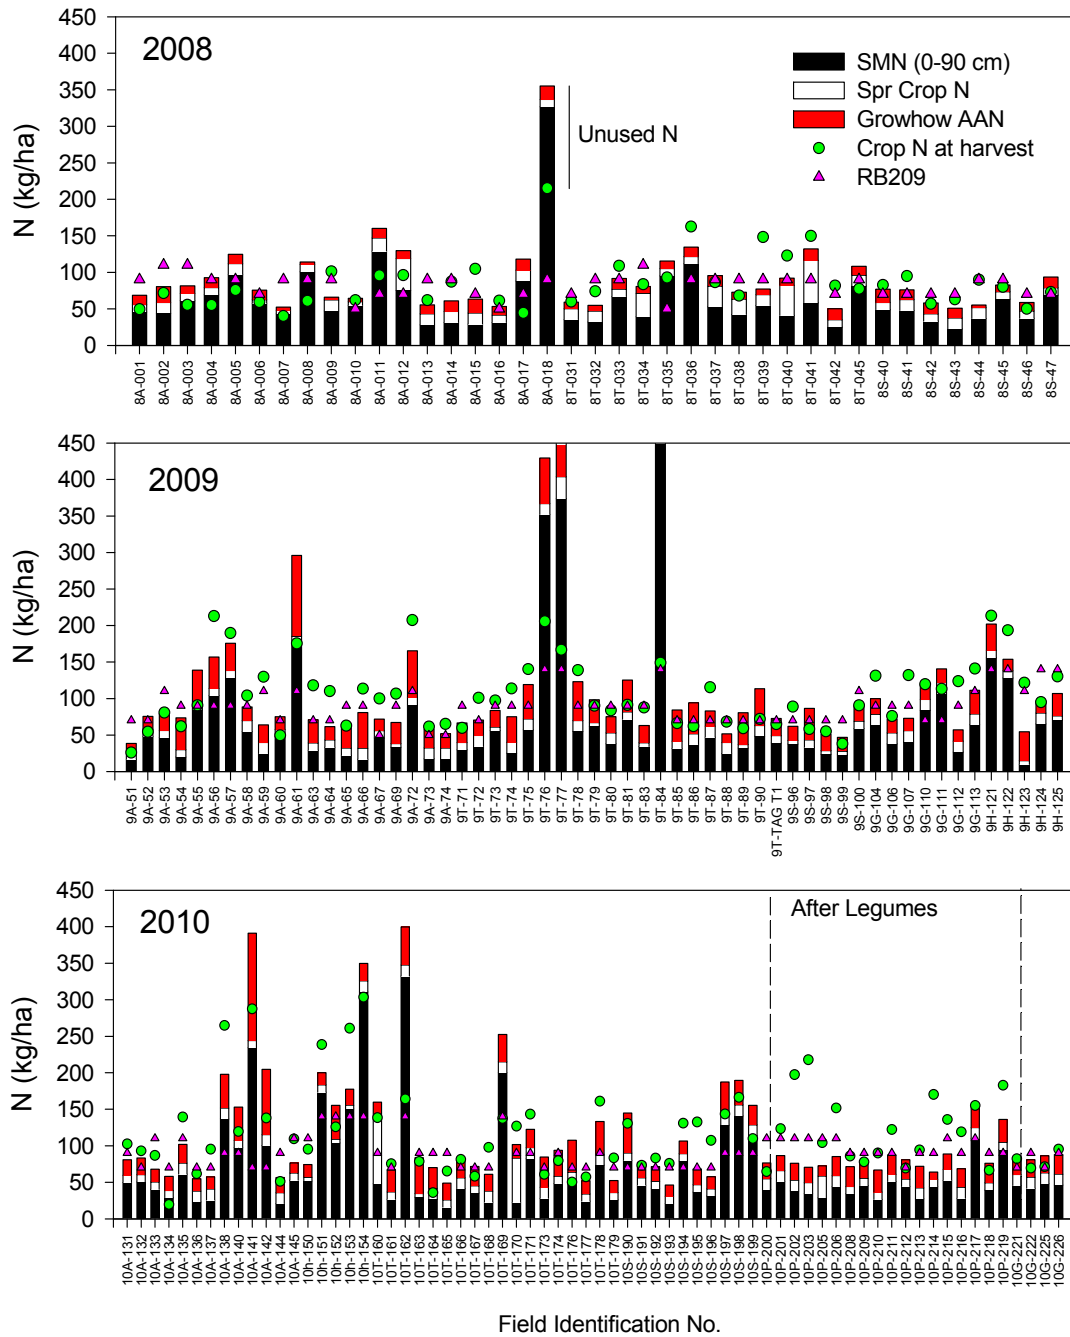 2008
SMN (0-90 cm)
Spr Crop N
Growhow AAN
Crop N at harvest
RB209
Unused N
N (kg/ha)
450
400
350
300
250
200
150
100
50
0
8A-001
8A-002
8A-003
8A-004
8A-005
8A-006
8A-007
8A-008
8A-009
8A-010
8A-011
8A-012
8A-013
8A-014
8A-015
8A-016
8A-017
8A-018
8T-031
8T-032
8T-033
8T-034
8T-035
8T-036
8T-037
8T-038
8T-039
8T-040
8T-041
8T-042
8T-045
8S-40
8S-41
8S-42
8S-43
8S-44
8S-45
8S-46
8S-47
2009
N (kg/ha)
450
400
350
300
250
200
150
100
50
0
9A-51
9A-52
9A-53
9A-54
9A-55
9A-56
9A-57
9A-58
9A-59
9A-60
9A-61
9A-63
9A-64
9A-65
9A-66
9A-67
9A-69
9A-72
9A-73
9A-74
9T-71
9T-72
9T-73
9T-74
9T-75
9T-76
9T-77
9T-78
9T-79
9T-80
9T-81
9T-83
9T-84
9T-85
9T-86
9T-87
9T-88
9T-89
9T-90
9T-TAG T1
9S-96
9S-97
9S-98
9S-99
9S-100
9G-104
9G-106
9G-107
9G-110
9G-111
9G-112
9G-113
9H-121
9H-122
9H-123
9H-124
9H-125
2010
After Legumes
N (kg/ha)
450
400
350
300
250
200
150
100
50
0
10A-131
10A-132
10A-133
10A-134
10A-135
10A-136
10A-137
10A-138
10A-140
10A-141
10A-142
10A-444
10A-145
10h-150
10h-151
10h-152
10h-153
10h-154
10T-160
10T-161
10T-162
10T-163
10T-164
10T-165
10T-166
10T-167
10T-168
10T-169
10T-170
10T-171
10T-173
10T-174
10T-176
10T-177
10T-178
10T-179
10S-190
10S-191
10S-192
10S-193
10S-194
10S-195
10S-196
10S-197
10S-198
10S-199
10P-200
10P-201
10P-202
10P-203
10P-205
10P-206
10P-208
10P-209
10P-210
10P-211
10P-212
10P-213
10P-214
10P-215
10P-216
10P-217
10P-218
10P-219
10G-221
10G-222
10G-225
10G-226
Field Identification No.